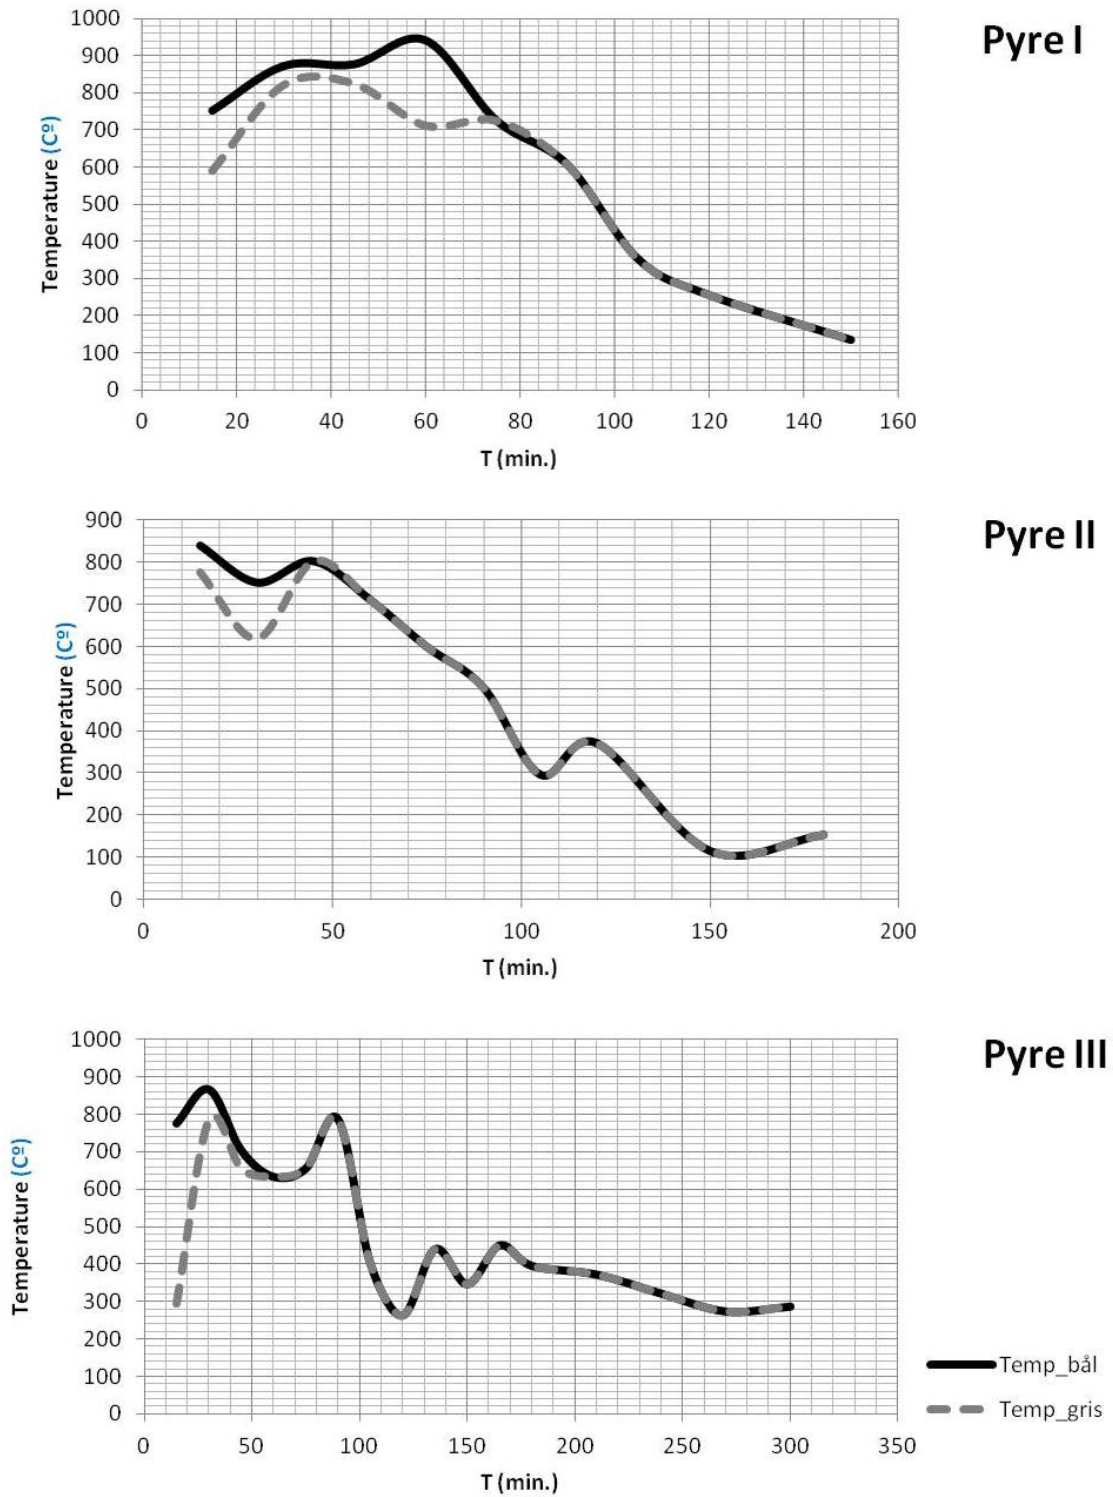 Pyre I
1000
900
800
700
600
500
400
300
200
100
0
Temperature (Cº)
0 20 40 60 80 100 120 140 160
T (min.)
Pyre II
900
800
700
600
500
400
300
200
100
0
Temperature (Cº)
0 50 100 150 200
T (min.)
Pyre III
1000
900
800
700
600
500
400
300
200
100
0
Temperature (Cº)
0 50 100 150 200 250 300 350
T (min.)
Temp_bål
Temp_gris